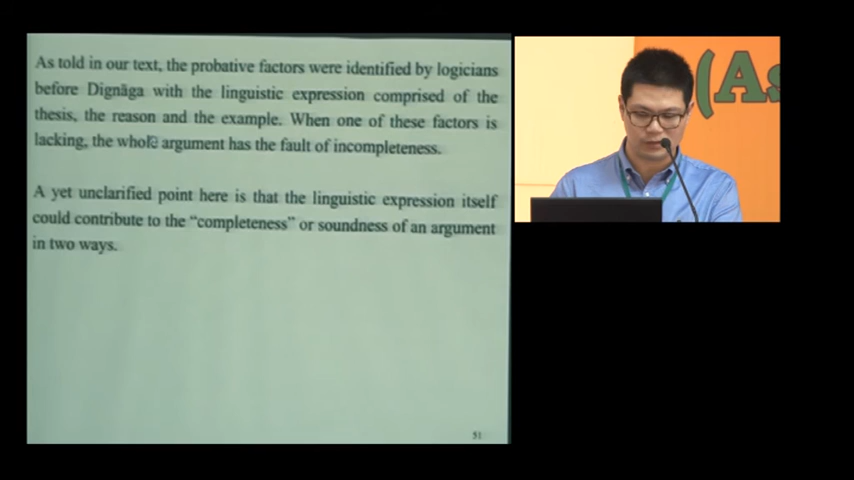 As told in our text, the probative factors were identified by logicians
before Dignāga with the linguistic expression comprised of the
thesis, the reason and the example. When one of these factors is
lacking, the whole argument has the fault of incompleteness.
A yet unclarified point here is that the linguistic expression itself
could contribute to the “completeness” or soundness of an argument
in two ways.
51
(As